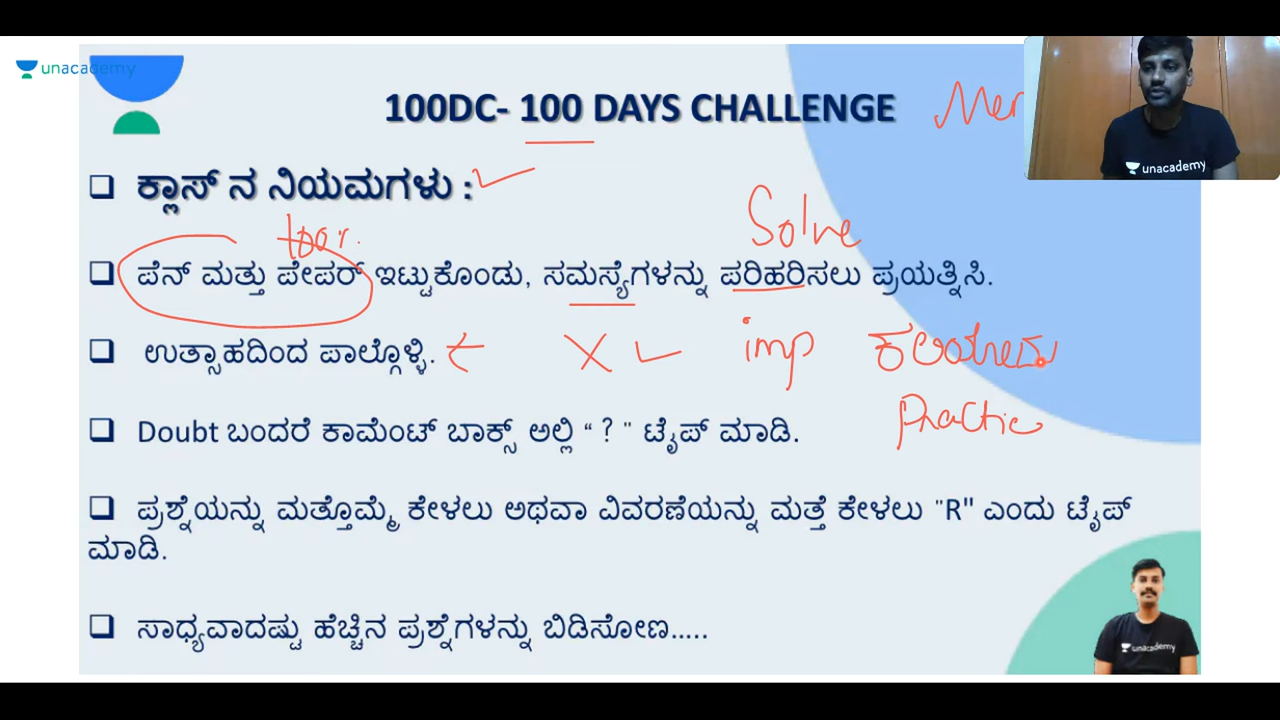 unacademy
100DC- 100 DAYS CHALLENGE
unacademy
ಕ್ಲಾಸ್ ನ ನಿಯಮಗಳು :
Solve
ಪೆನ್ ಮತ್ತು ಪೇಪರ್ ಇಟ್ಟುಕೊಂಡು, ಸಮಸ್ಯೆಗಳನ್ನು ಪರಿಹರಿಸಲು ಪ್ರಯತ್ನಿಸಿ.
ಉತ್ಸಾಹದಿಂದ ಪಾಲ್ಗೊಳ್ಳಿ. imp
Doubt ಬಂದರೆ ಕಾಮೆಂಟ್ ಬಾಕ್ಸ್ ಅಲ್ಲಿ “ ? " ಟೈಪ್ ಮಾಡಿ.
ಪ್ರಶ್ನೆಯನ್ನು ಮತ್ತೊಮ್ಮೆ ಕೇಳಲು ಅಥವಾ ವಿವರಣೆಯನ್ನು ಮತ್ತೆ ಕೇಳಲು "R" ಎಂದು ಟೈಪ್
ಮಾಡಿ.
ಸಾಧ್ಯವಾದಷ್ಟು ಹೆಚ್ಚಿನ ಪ್ರಶ್ನೆಗಳನ್ನು ಬಿಡಿಸೋಣ.....
unacademy